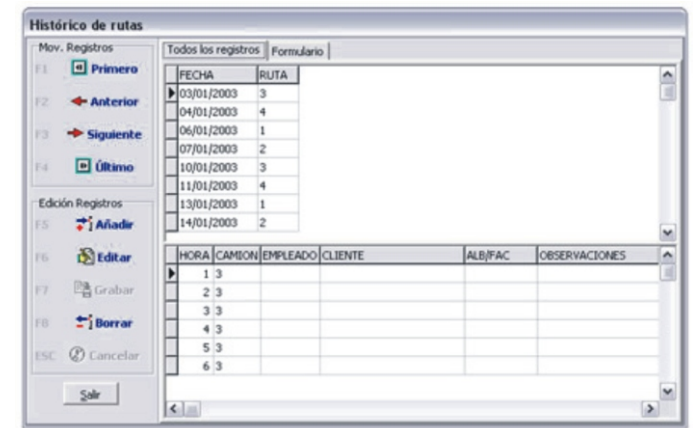 Histórico de rutas
Mov. Registros
F1 Primero
F2 Anterior
F3 Siguiente
F4 Último
Edición Registros
F5 Añadir
F6 Editar
F7 Grabar
F8 Borrar
ESC Cancelar
Salir
Todos los registros Formulario
FECHA RUTA
03/01/2003 3
04/01/2003 4
06/01/2003 1
07/01/2003 2
10/01/2003 3
11/01/2003 4
13/01/2003 1
14/01/2003 2
HORA CAMION EMPLEADO CLIENTE ALB/FAC OBSERVACIONES
1 3
2 3
3 3
4 3
5 3
6 3